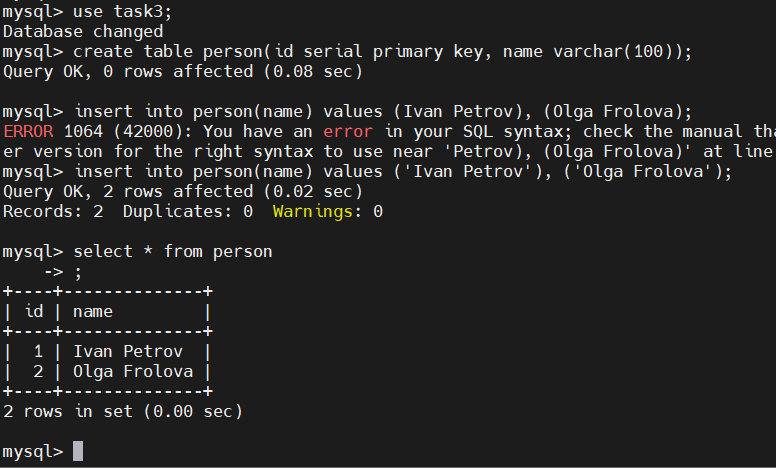 mysql> use task3;
Database changed
mysql> create table person(id serial primary key, name varchar(100));
Query OK, 0 rows affected (0.08 sec)
mysql> insert into person(name) values (Ivan Petrov), (Olga Frolova);
ERROR 1064 (42000): You have an error in your SQL syntax; check the manual tha
er version for the right syntax to use near 'Petrov), (Olga Frolova)' at line
mysql> insert into person(name) values ('Ivan Petrov'), ('Olga Frolova');
Query OK, 2 rows affected (0.02 sec)
Records: 2  Duplicates: 0  Warnings: 0
mysql> select * from person
    -> ;
+----+--------------+
| id | name         |
+----+--------------+
|  1 | Ivan Petrov  |
|  2 | Olga Frolova |
+----+--------------+
2 rows in set (0.00 sec)
mysql>